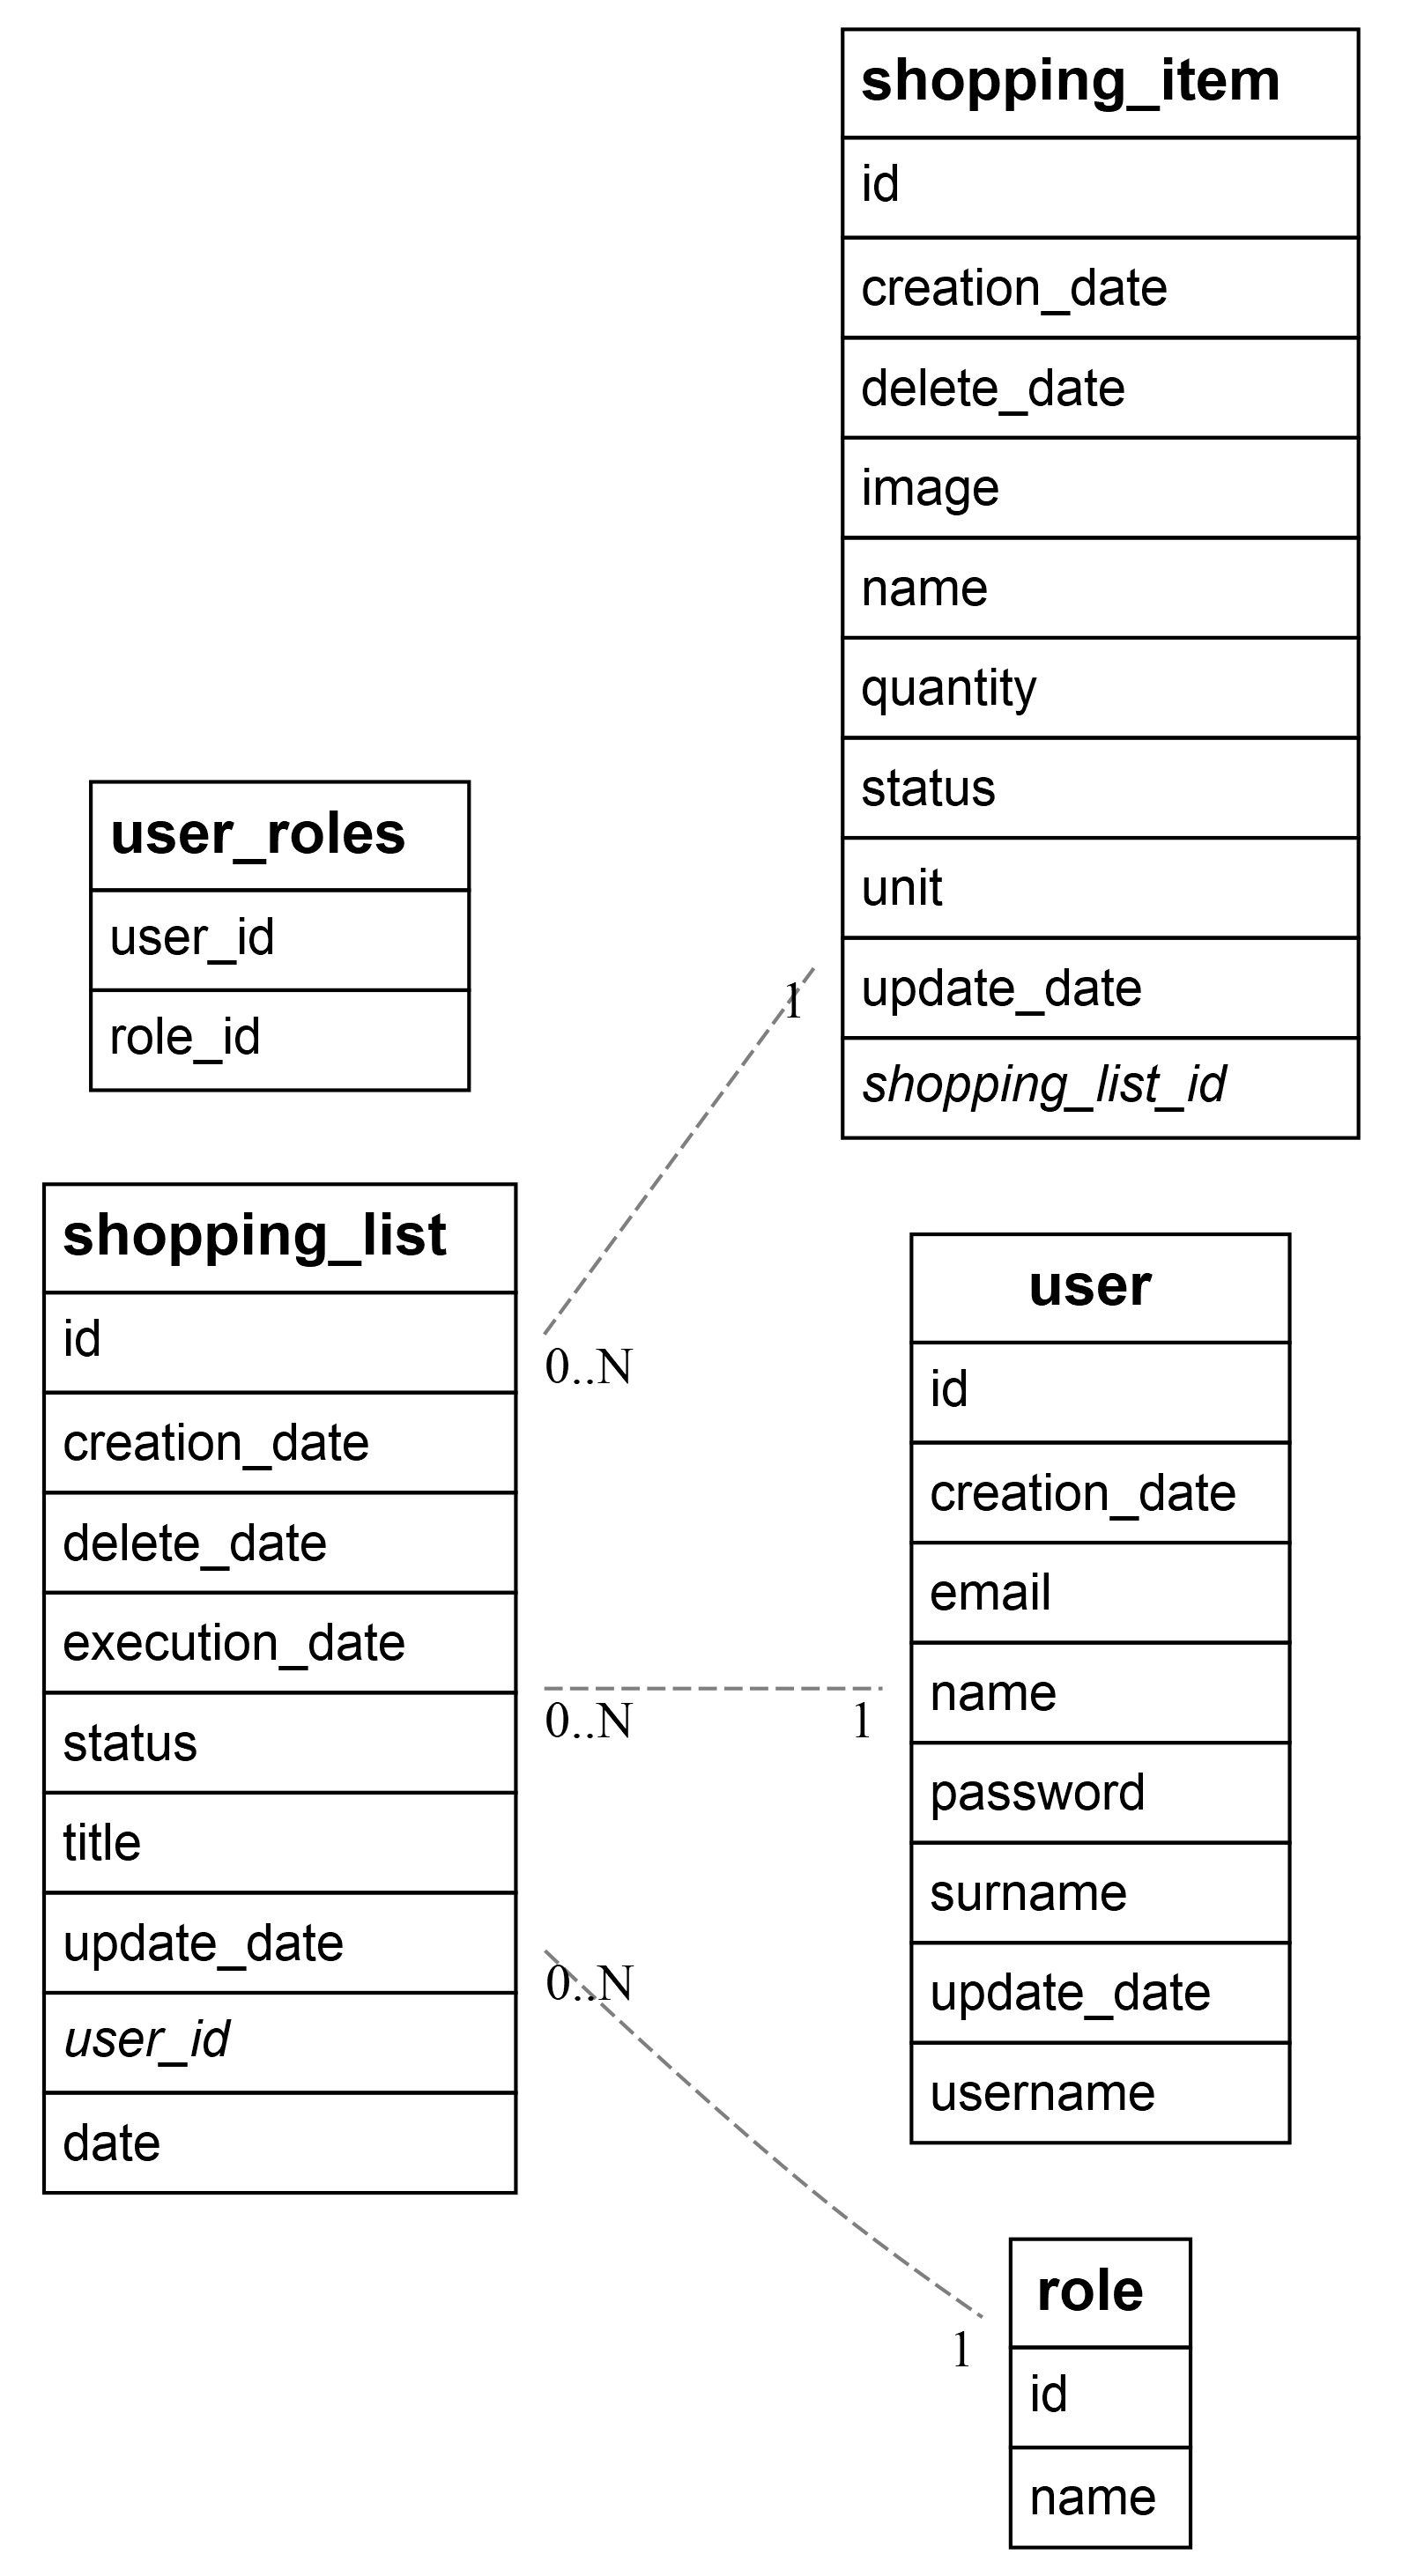 shopping_item
id
creation_date
delete_date
image
name
quantity
status
unit
update_date
shopping_list_id
user_roles
user_id
role_id
1
0..N
shopping_list
id
creation_date
delete_date
execution_date
status
title
update_date
user_id
date
0..N
1
user
id
creation_date
email
name
password
surname
update_date
username
0..N
1
role
id
name